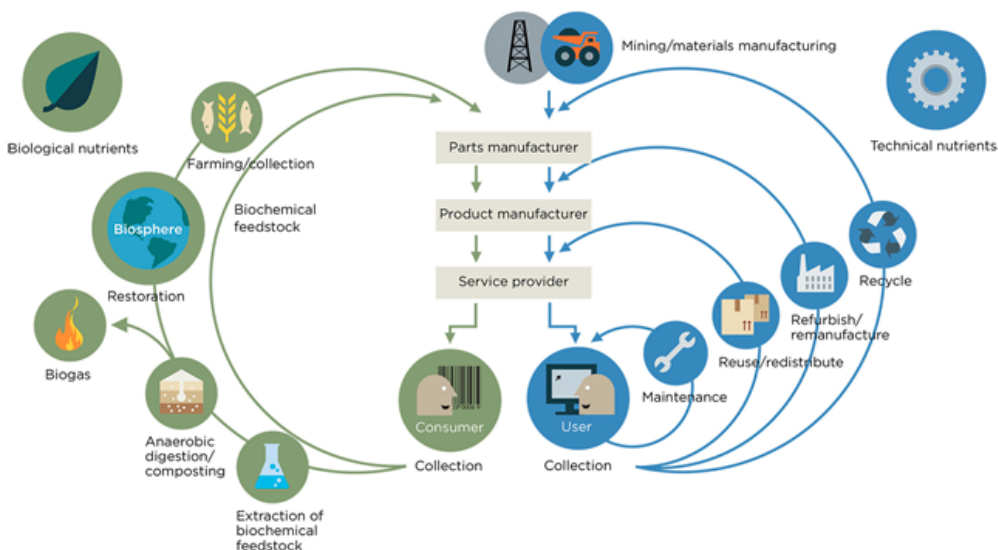 Mining/materials manufacturing
Biological nutrients
Technical nutrients
Farming/collection
Parts manufacturer
Biochemical
feedstock
Product manufacturer
Biosphere
Restoration
Service provider
Recycle
Refurbish/
remanufacture
Reuse/redistribute
Biogas
Maintenance
Consumer
User
Anaerobic
digestion/
composting
Collection
Collection
Extraction of
biochemical
feedstock